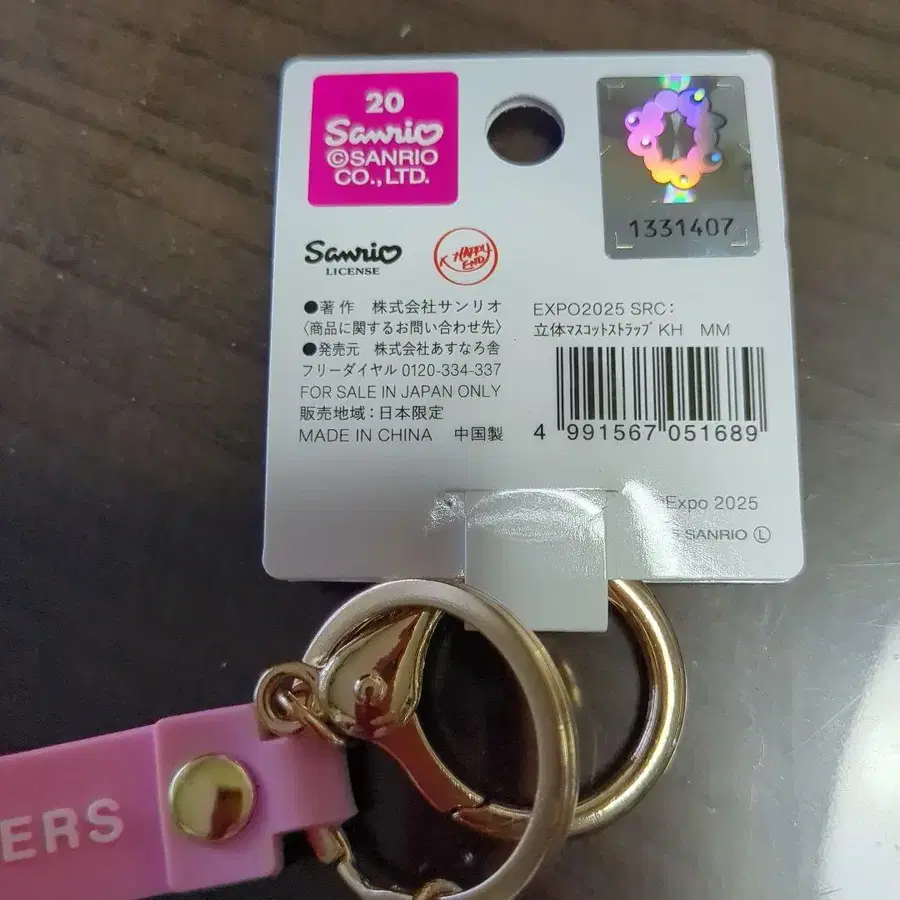 20
Sanrio
©SANRIO
CO.,LTD.
1331407
Sanrio
LICENSE
K HAPPY
END
●著作 株式会社サンリオ
〈商品に関するお問い合わせ先〉
●発売元 株式会社あすなろ舎
フリーダイヤル 0120-334-337
FOR SALE IN JAPAN ONLY
販売地域：日本限定
MADE IN CHINA 中国製
EXPO2025 SRC：
立体マスコットストラップ KH MM
4 991567 051689
Expo 2025
SANRIO Ⓛ
ERS